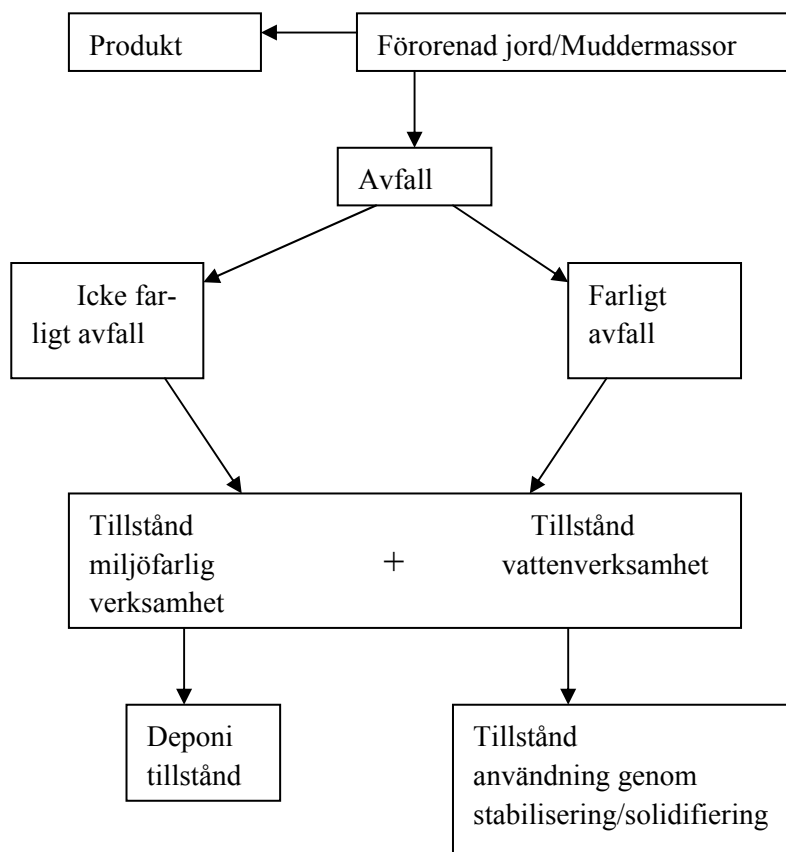 Produkt
Förorenad jord/Muddermassor
Avfall
Icke far-
ligt avfall
Farligt
avfall
Tillstånd
miljöfarlig
verksamhet
+
Tillstånd
vattenverksamhet
Deponi
tillstånd
Tillstånd
användning genom
stabilisering/solidifiering